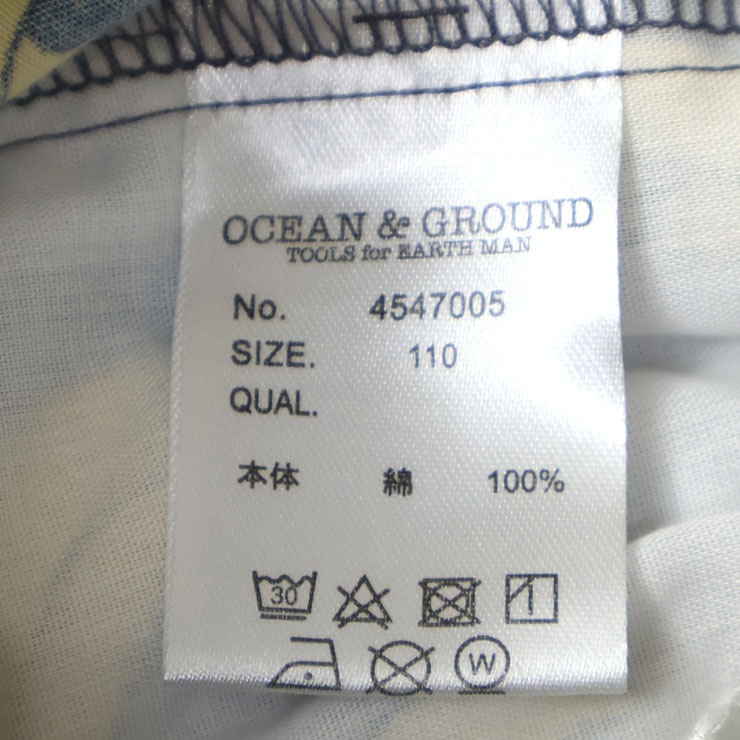 OCEAN & GROUND
TOOLS for EARTH MAN
No. 4547005
SIZE. 110
QUAL.
本体 綿 100%
30
W